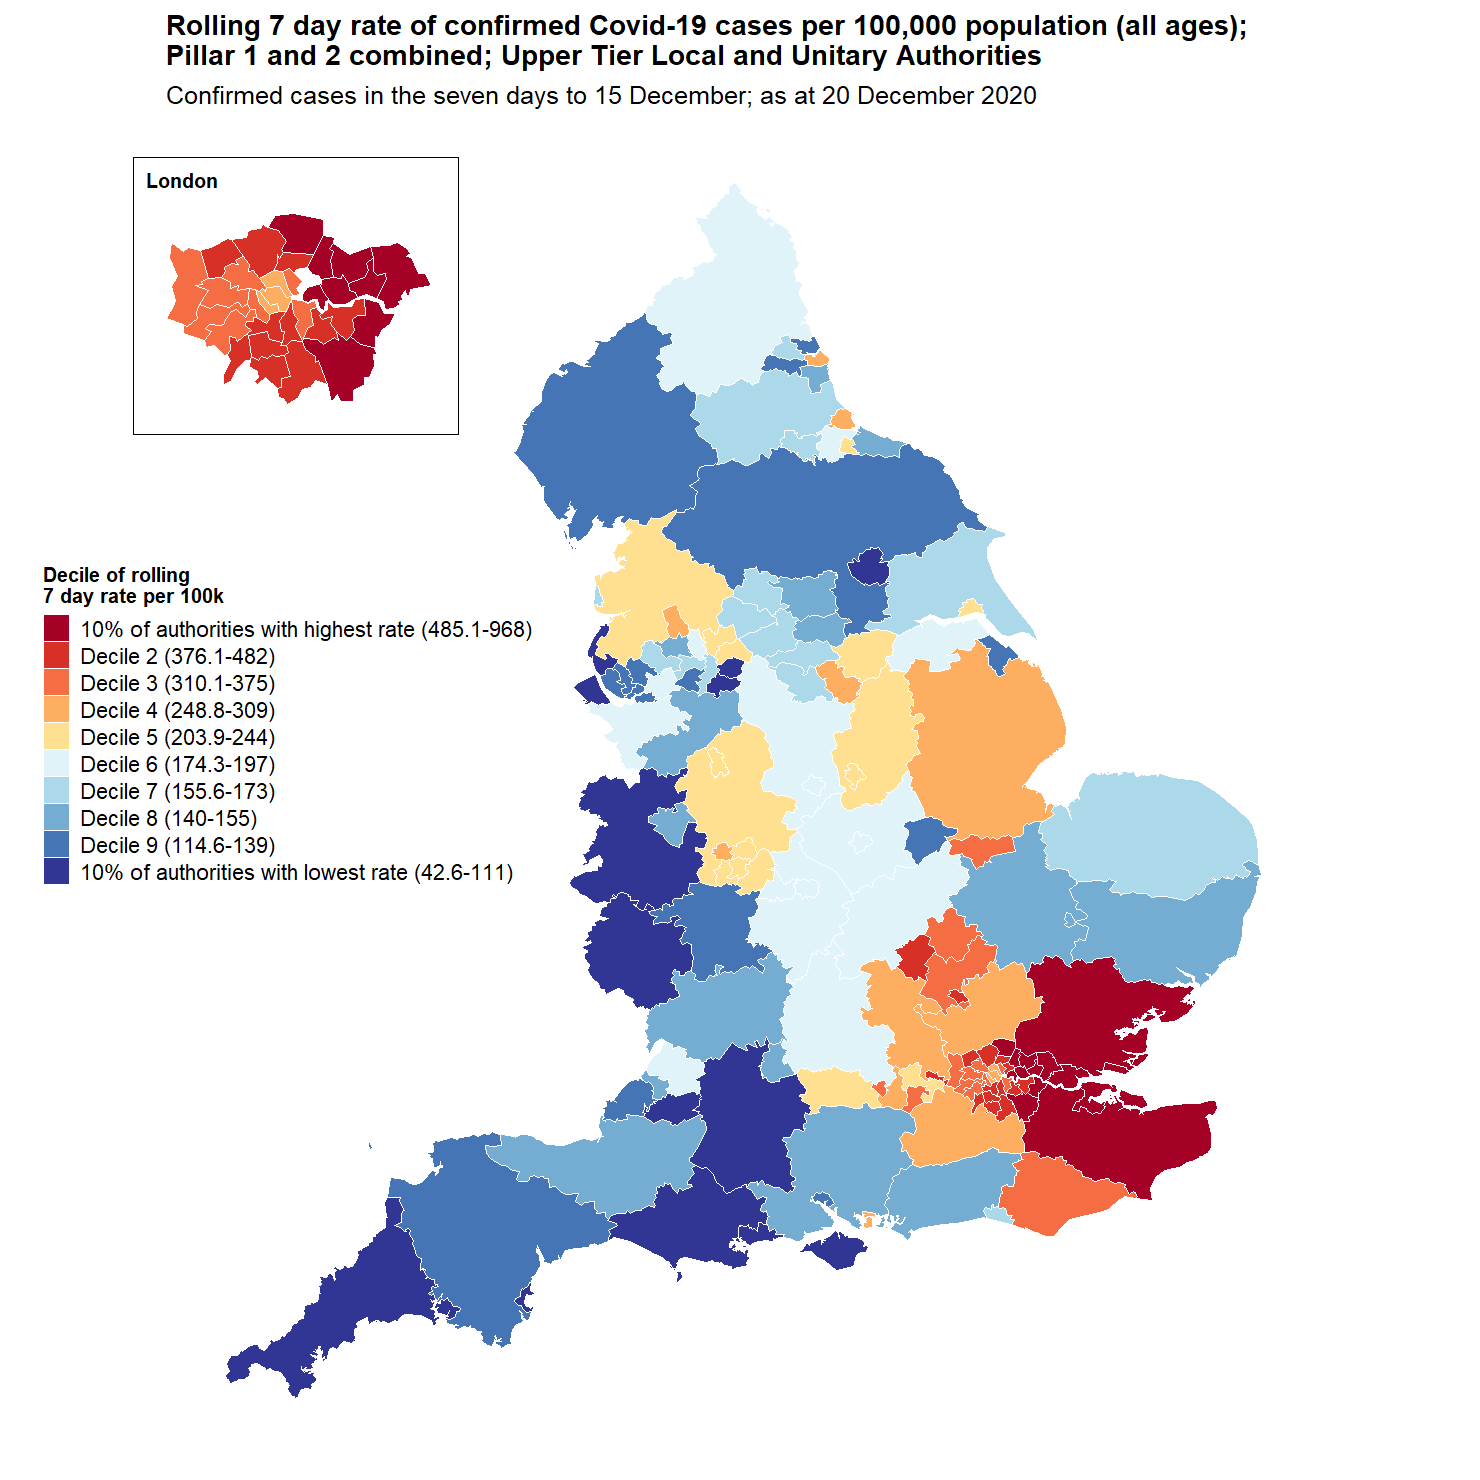 Rolling 7 day rate of confirmed Covid-19 cases per 100,000 population (all ages);
Pillar 1 and 2 combined; Upper Tier Local and Unitary Authorities
Confirmed cases in the seven days to 15 December; as at 20 December 2020
London
Decile of rolling
7 day rate per 100k
10% of authorities with highest rate (485.1-968)
Decile 2 (376.1-482)
Decile 3 (310.1-375)
Decile 4 (248.8-309)
Decile 5 (203.9-244)
Decile 6 (174.3-197)
Decile 7 (155.6-173)
Decile 8 (140-155)
Decile 9 (114.6-139)
10% of authorities with lowest rate (42.6-111)